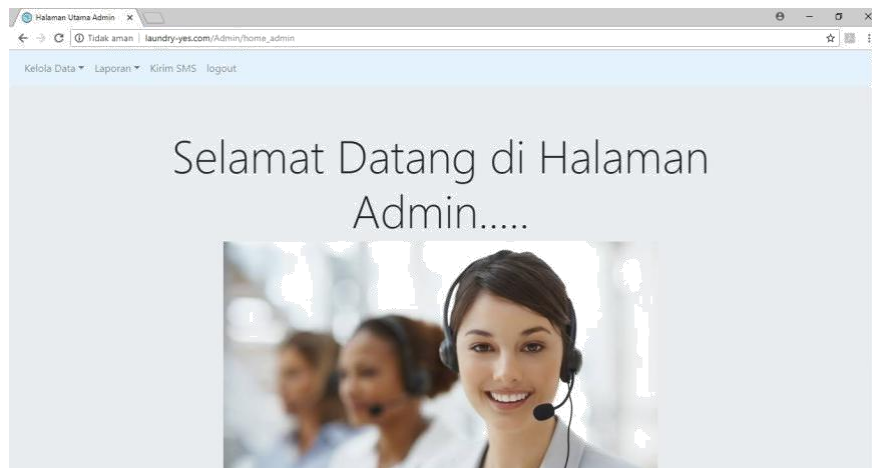 Halaman Utama Admin
Tidak aman | laundry-yes.com/Admin/home_admin
Kelola Data Laporan Kirim SMS logout
Selamat Datang di Halaman
Admin.....